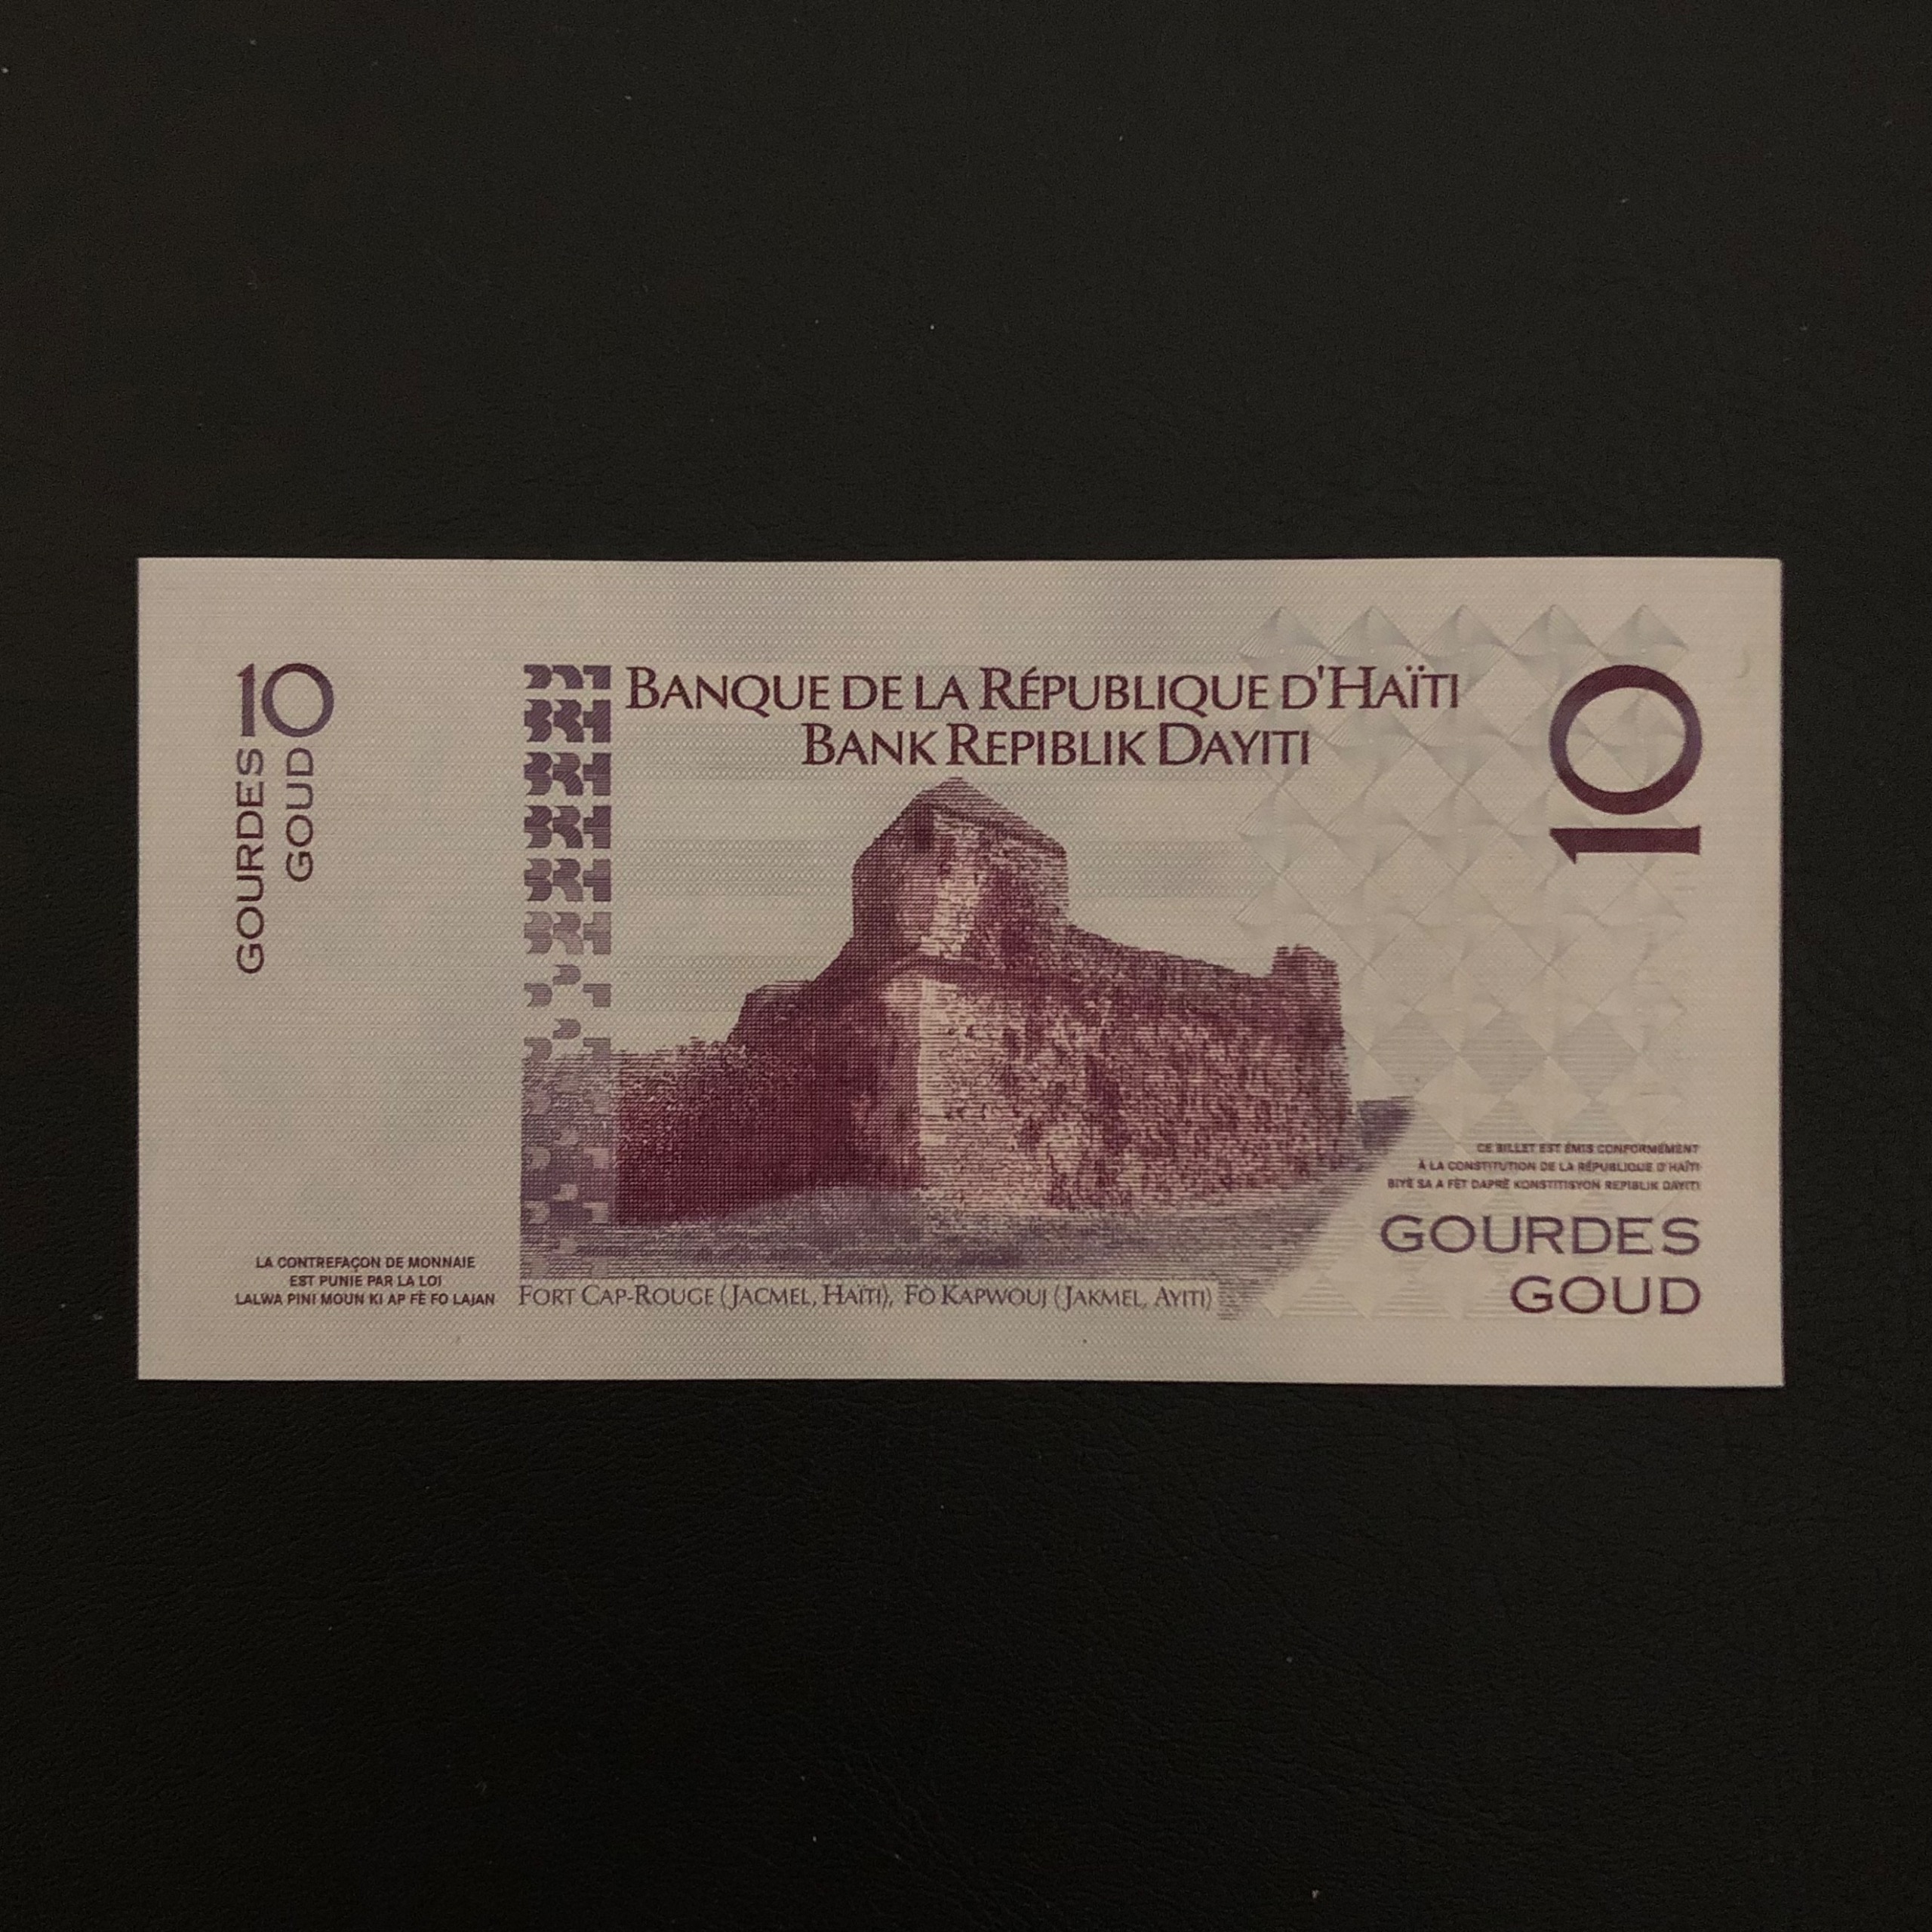 10
GOURDES
GOUD
BANQUE DE LA RÉPUBLIQUE D'HAÏTI
BANK REPIBLIK DAYITI
10
CE BILLET EST ÉMIS CONFORMÉMENT
À LA CONSTITUTION DE LA RÉPUBLIQUE D'HAÏTI
BIYÈ SA A FÈT DAPRÈ KONSTITISYON REPIBLIK DAYITI
GOURDES
GOUD
LA CONTREFAÇON DE MONNAIE
EST PUNIE PAR LA LOI
LALWA PINI MOUN KI AP FÈ FO LAJAN
FORT CAP-ROUGE (JACMEL, HAÏTI), FÒ KAPWOUJ (JAKMEL, AYITI)